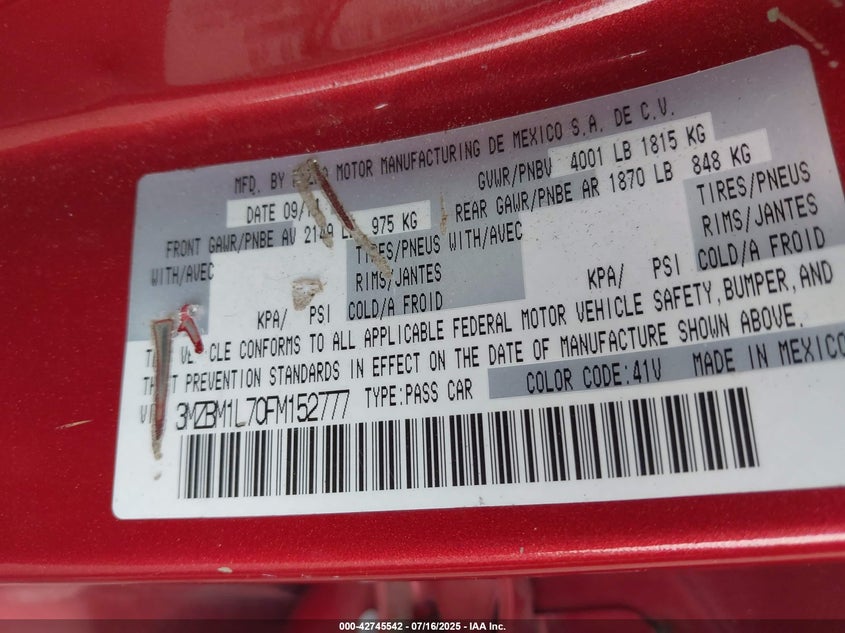 MFD. BY MOTOR MANUFACTURING DE MEXICO S.A. DE C.V.
DATE 09/ GVWR/PNBV 4001 LB 1815 KG
FRONT GAWR/PNBE AV 2149 975 KG REAR GAWR/PNBE AR 1870 LB 848 KG
WITH/AVEC TIRES/PNEUS WITH/AVEC TIRES/PNEUS
RIMS/JANTES RIMS/JANTES
KPA/ PSI COLD/A FROID KPA/ PSI COLD/A FROID
CONFORMS TO ALL APPLICABLE FEDERAL MOTOR VEHICLE SAFETY, BUMPER, AND
PREVENTION STANDARDS IN EFFECT ON THE DATE OF MANUFACTURE SHOWN ABOVE.
3MZBM1L70FM152777 TYPE:PASS CAR COLOR CODE:41V MADE IN MEXICO
000-42745542 - 07/16/2025 - IAA Inc.